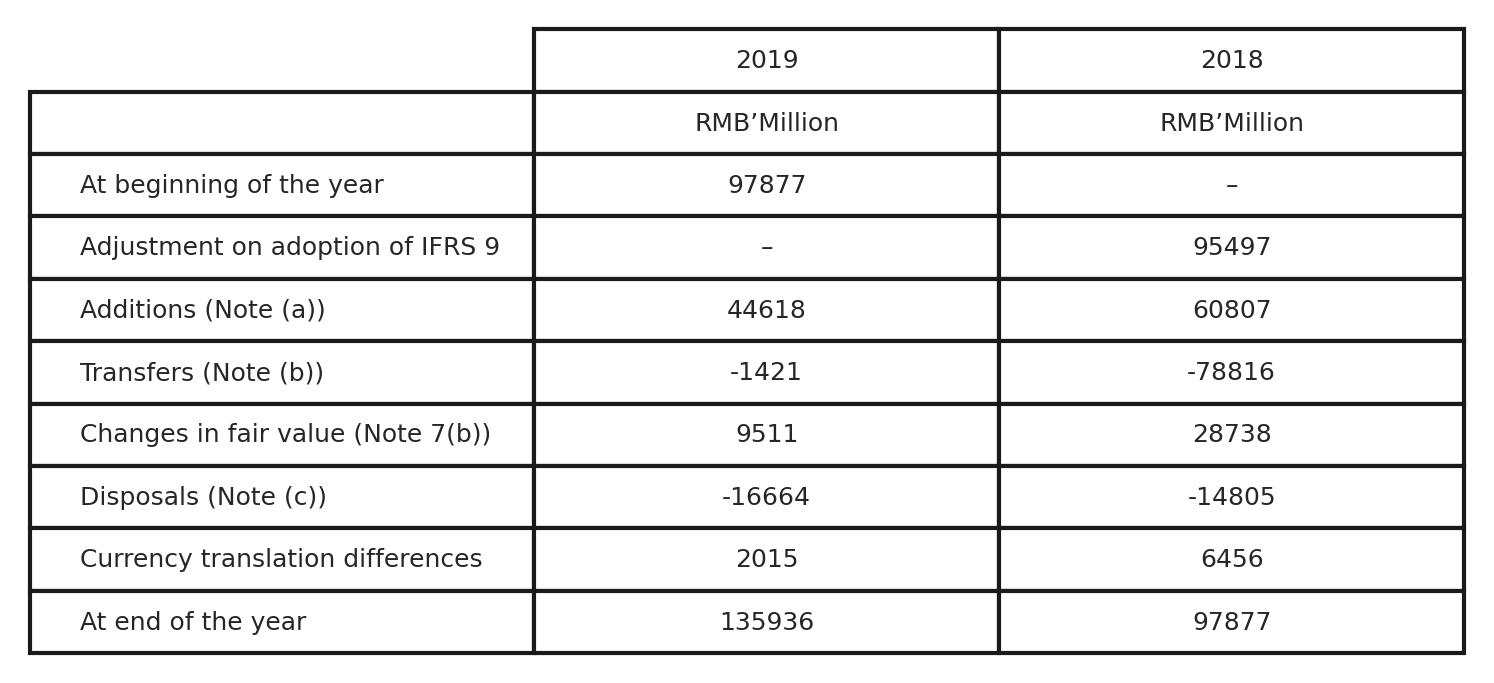 2019 2018
RMB’Million RMB’Million
At beginning of the year 97877 –
Adjustment on adoption of IFRS 9 – 95497
Additions (Note (a)) 44618 60807
Transfers (Note (b)) -1421 -78816
Changes in fair value (Note 7(b)) 9511 28738
Disposals (Note (c)) -16664 -14805
Currency translation differences 2015 6456
At end of the year 135936 97877